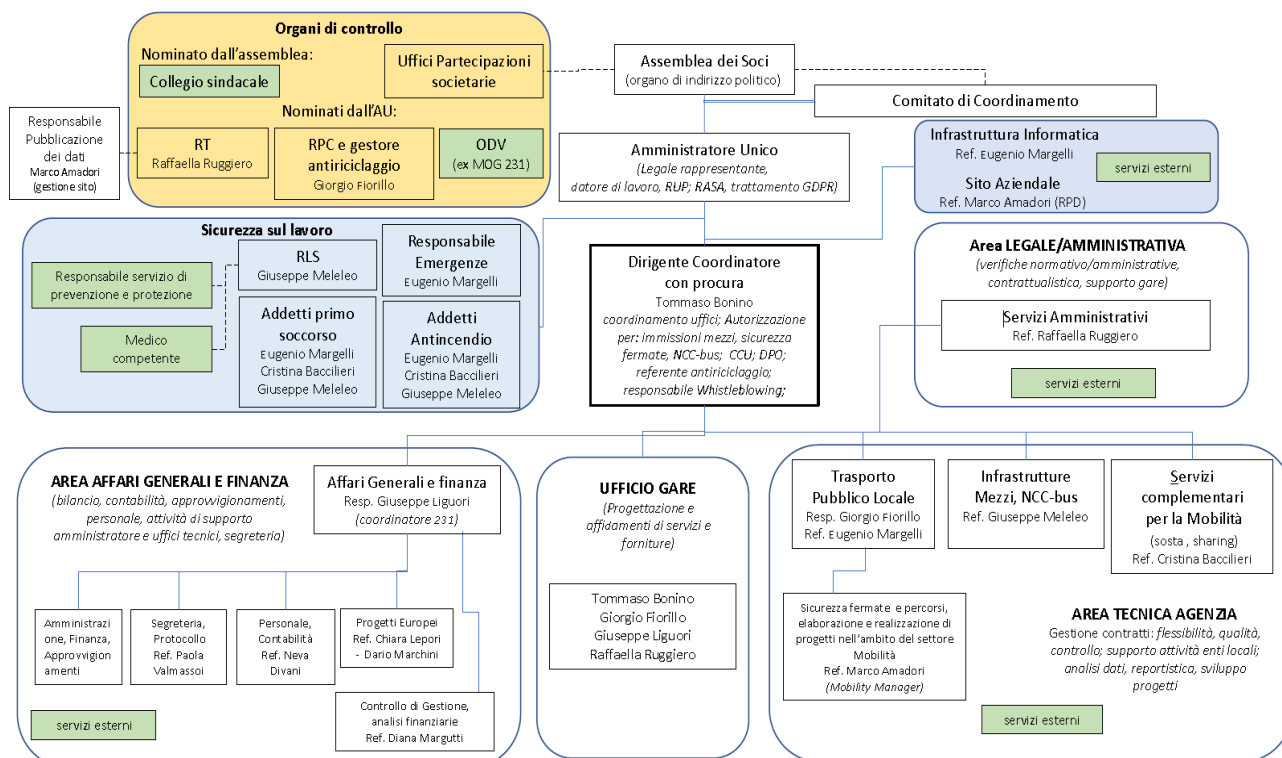 Organi di controllo
Nominato dall'assemblea:
Collegio sindacale
Uffici Partecipazioni
societarie
Nominati dall'AU:
RT
Raffaella Ruggiero
RPC e gestore
antiriciclaggio
Giorgio Fiorillo
ODV
(ex MOG 231)
Responsabile
Pubblicazione
dei dati
Marco Amadori
(gestione sito)
Assemblea dei Soci
(organo di indirizzo politico)
Comitato di Coordinamento
Amministratore Unico
(Legale rappresentante,
datore di lavoro, RUP; RASA, trattamento GDPR)
Infrastruttura Informatica
Ref. Eugenio Margelli
Sito Aziendale
Ref. Marco Amadori (RPD)
servizi esterni
Sicurezza sul lavoro
RLS
Giuseppe Meleleo
Responsabile
Emergenze
Eugenio Margelli
Responsabile servizio di
prevenzione e protezione
Medico
competente
Addetti primo
soccorso
Eugenio Margelli
Cristina Baccilieri
Giuseppe Meleleo
Addetti
Antincendio
Eugenio Margelli
Cristina Baccilieri
Giuseppe Meleleo
Dirigente Coordinatore
con procura
Tommaso Bonino
coordinamento uffici; Autorizzazione
per: immissioni mezzi, sicurezza
fermate, NCC-bus; CCU; DPO;
referente antiriciclaggio;
responsabile Whistleblowing;
Area LEGALE/AMMINISTRATIVA
(verifiche normativo/amministrative,
contrattualistica, supporto gare)
Servizi Amministrativi
Ref. Raffaella Ruggiero
servizi esterni
AREA AFFARI GENERALI E FINANZA
(bilancio, contabilità, approvvigionamenti,
personale, attività di supporto
amministratore e uffici tecnici, segreteria)
Affari Generali e finanza
Resp. Giuseppe Liguori
(coordinatore 231)
Amministrazi
one, Finanza,
Approvvigion
amenti
Segreteria,
Protocollo
Ref. Paola
Valmassoi
Personale,
Contabilità
Ref. Neva
Divani
Progetti Europei
Ref. Chiara Lepori
- Dario Marchini
Controllo di Gestione,
analisi finanziarie
Ref. Diana Margutti
servizi esterni
UFFICIO GARE
(Progettazione e
affidamenti di servizi e
forniture)
Tommaso Bonino
Giorgio Fiorillo
Giuseppe Liguori
Raffaella Ruggiero
Trasporto
Pubblico Locale
Resp. Giorgio Fiorillo
Ref. Eugenio Margelli
Infrastrutture
Mezzi, NCC-bus
Ref. Giuseppe Meleleo
Servizi
complementari
per la Mobilità
(sosta , sharing)
Ref. Cristina Baccilieri
Sicurezza fermate e percorsi,
elaborazione e realizzazione di
progetti nell'ambito del settore
Mobilità
Ref. Marco Amadori
(Mobility Manager)
AREA TECNICA AGENZIA
Gestione contratti: flessibilità, qualità,
controllo; supporto attività enti locali;
analisi dati, reportistica, sviluppo
progetti
servizi esterni